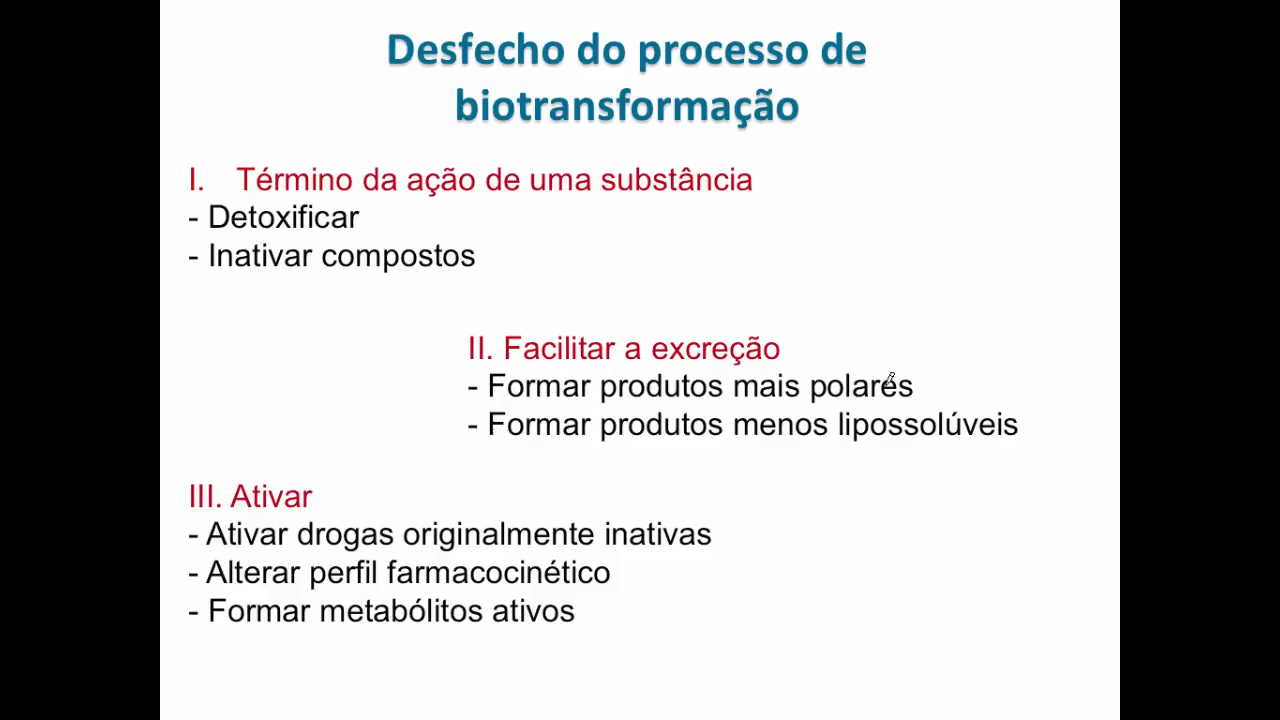 Desfecho do processo de
biotransformação
I. Término da ação de uma substância
- Detoxificar
- Inativar compostos
II. Facilitar a excreção
- Formar produtos mais polares
- Formar produtos menos lipossolúveis
III. Ativar
- Ativar drogas originalmente inativas
- Alterar perfil farmacocinético
- Formar metabólitos ativos